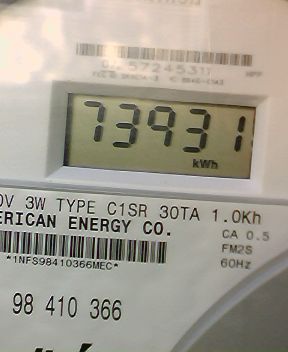 57245311
73931
kWh
0V 3W TYPE C1SR 30TA 1.0Kh
ERICAN ENERGY CO.
CA 0.5
FM2S
60Hz
*1NFS98410366MEC*
98 410 366